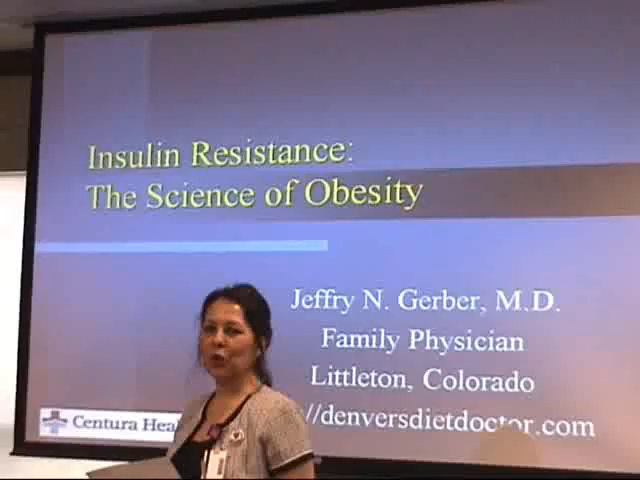 Insulin Resistance:
The Science of Obesity
Jeffry N. Gerber, M.D.
Family Physician
Littleton, Colorado
//denversdietdoctor.com
Centura Hea